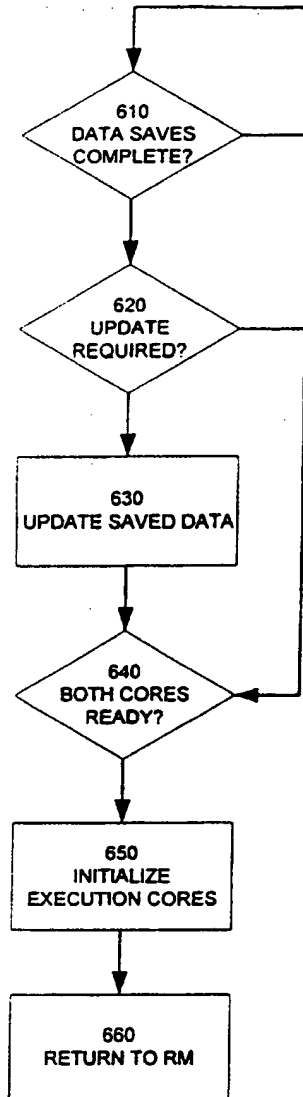 610
DATA SAVES
COMPLETE?
620
UPDATE
REQUIRED?
630
UPDATE SAVED DATA
640
BOTH CORES
READY?
650
INITIALIZE
EXECUTION CORES
660
RETURN TO RM